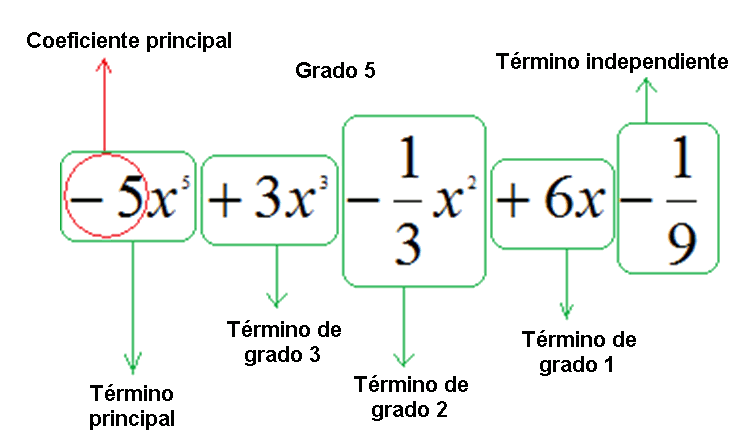 Coeficiente principal
Grado 5
Término independiente
−5x⁵ + 3x³ − 1/3 x² + 6x − 1/9
Término de
grado 3
Término de
grado 1
Término de
grado 2
Término
principal